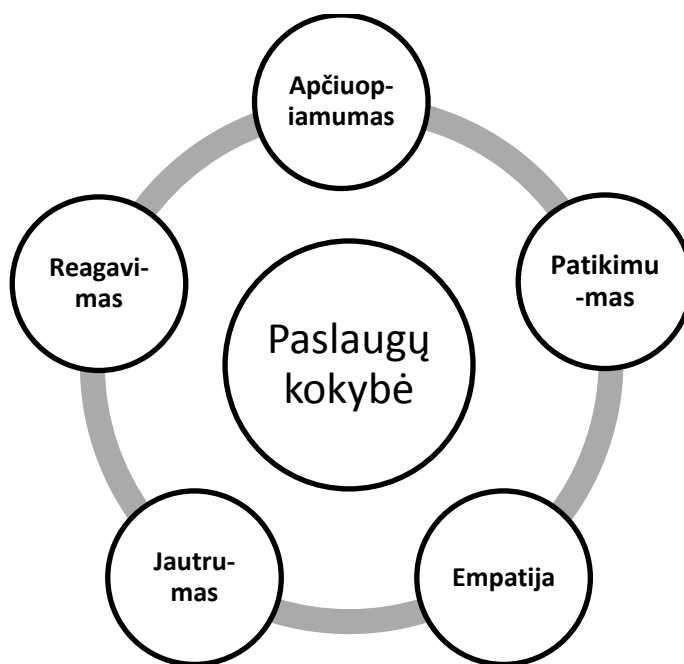 Apčiuop-
iamumas
Reagavi-
mas
Patikimu
-mas
Paslaugų
kokybė
Jautru-
mas
Empatija